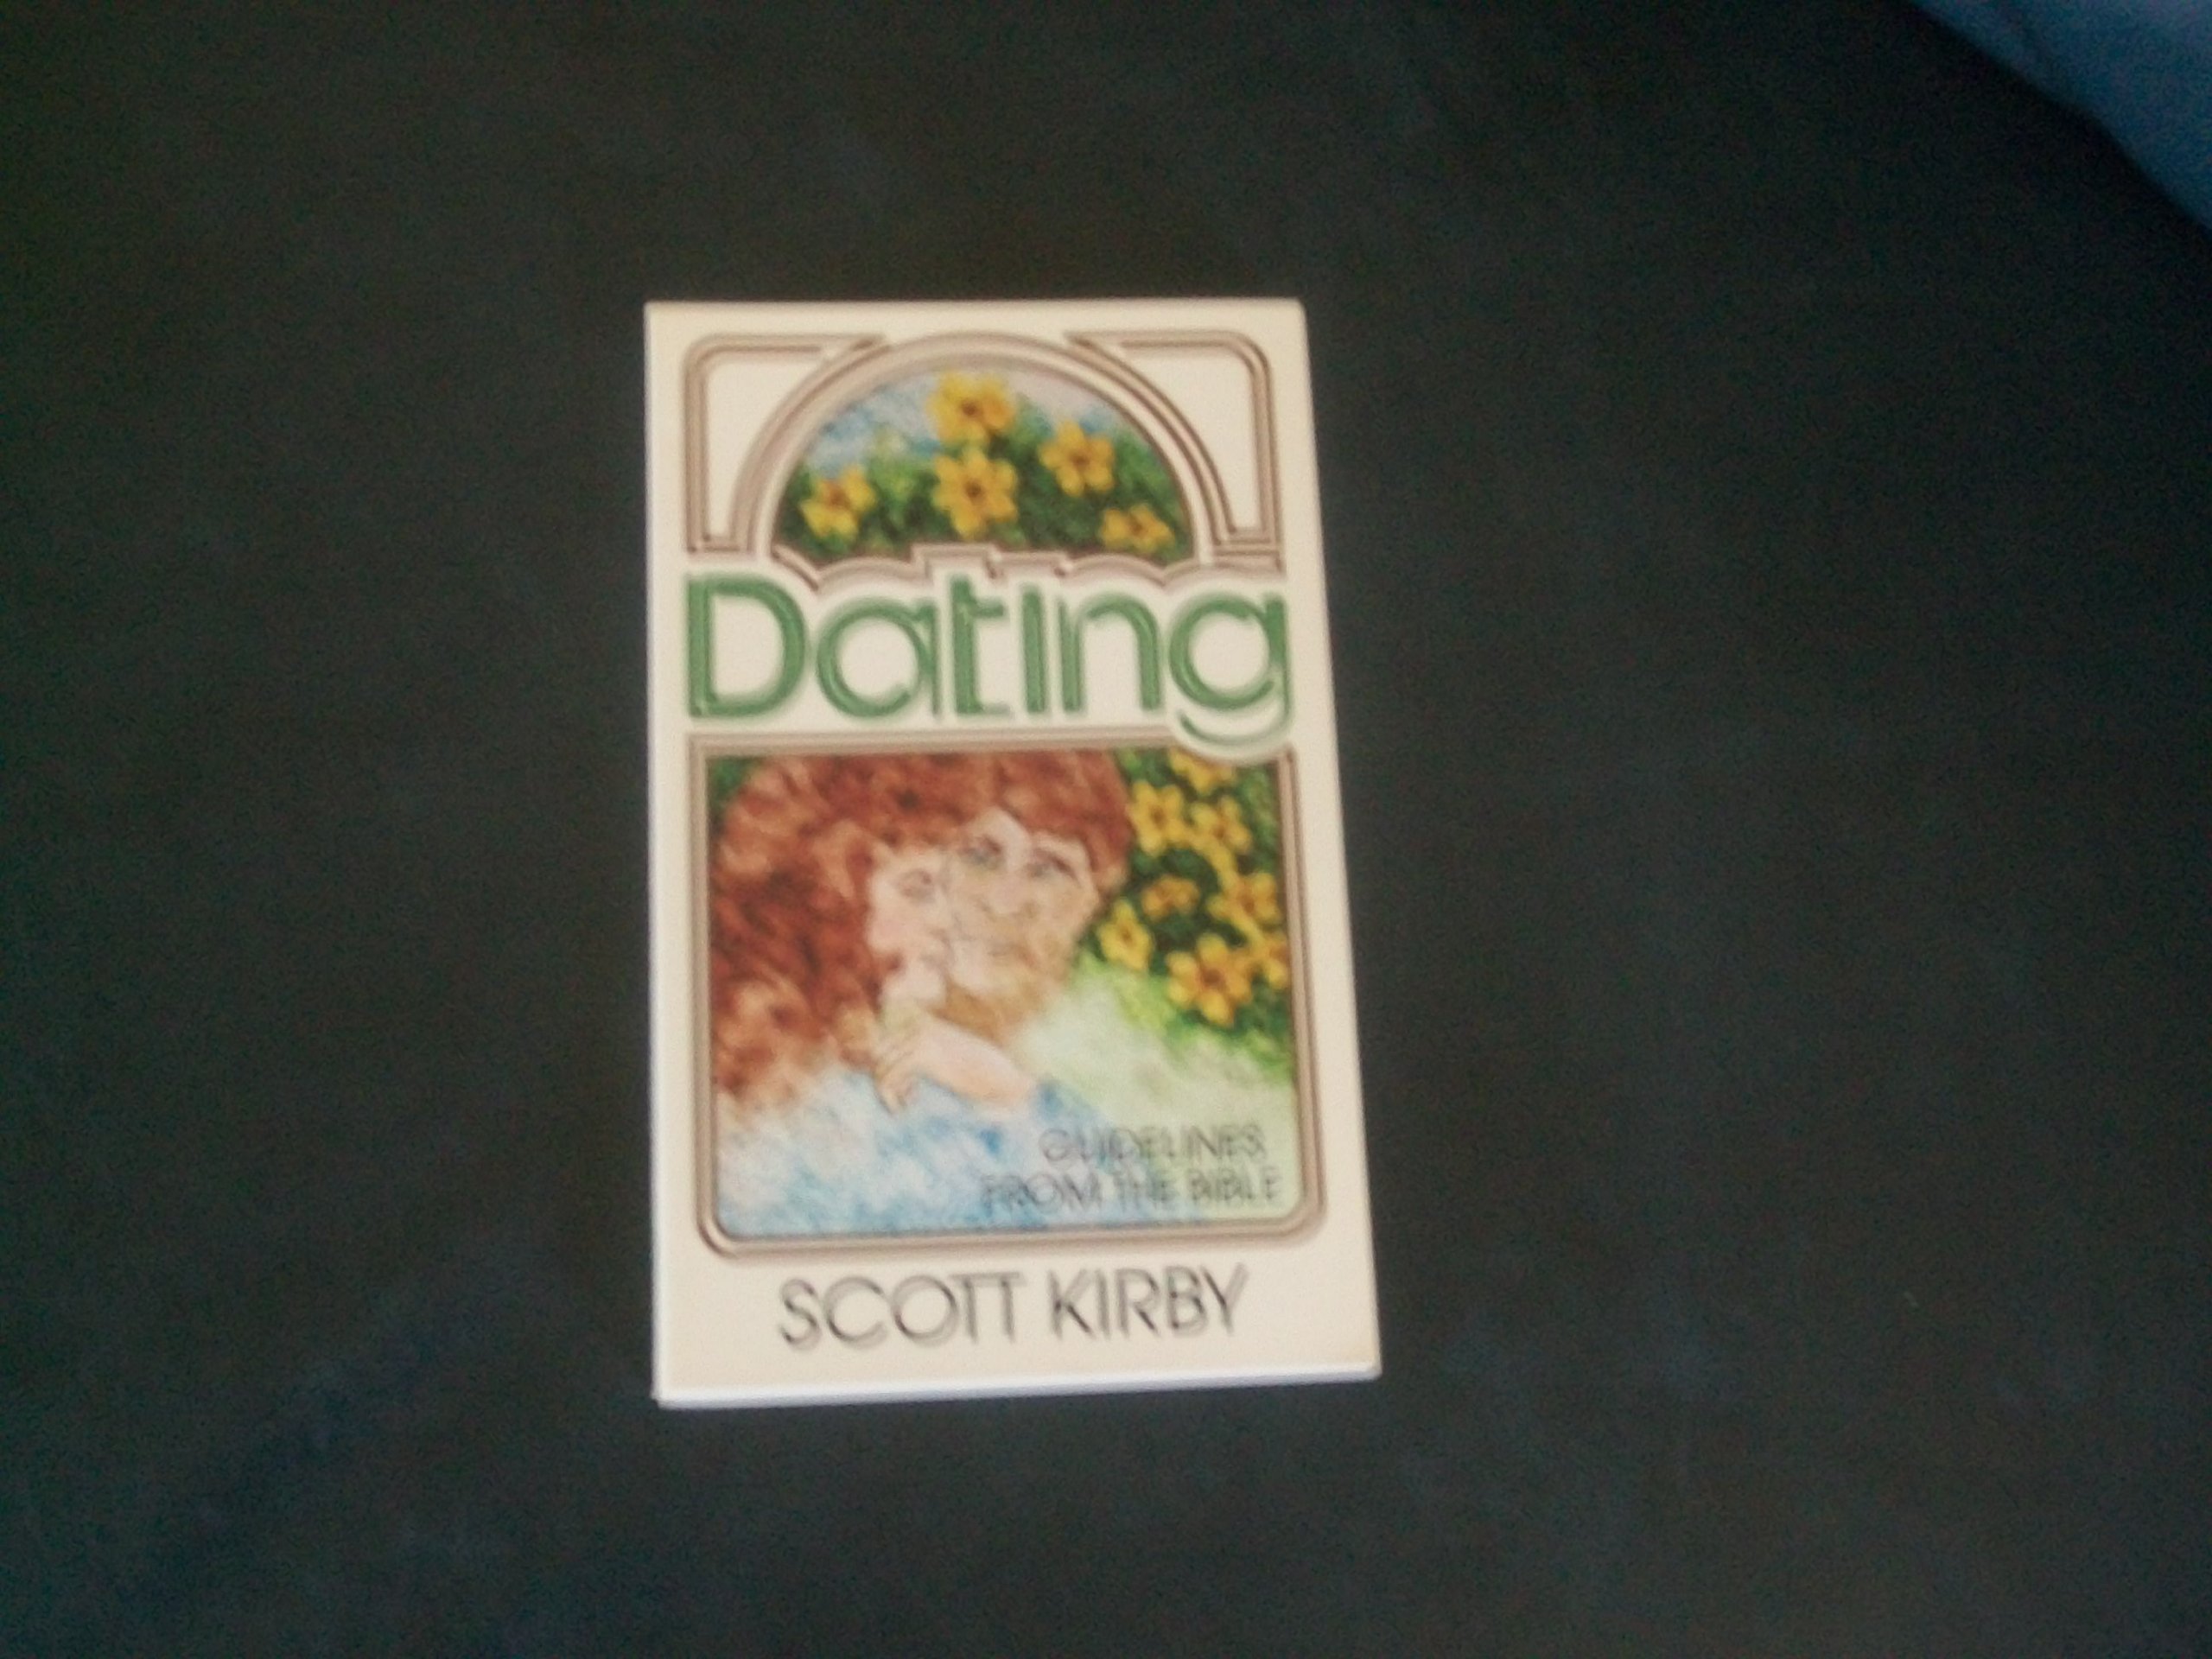 Dating
GUIDELINES
FROM THE BIBLE
SCOTT KIRBY